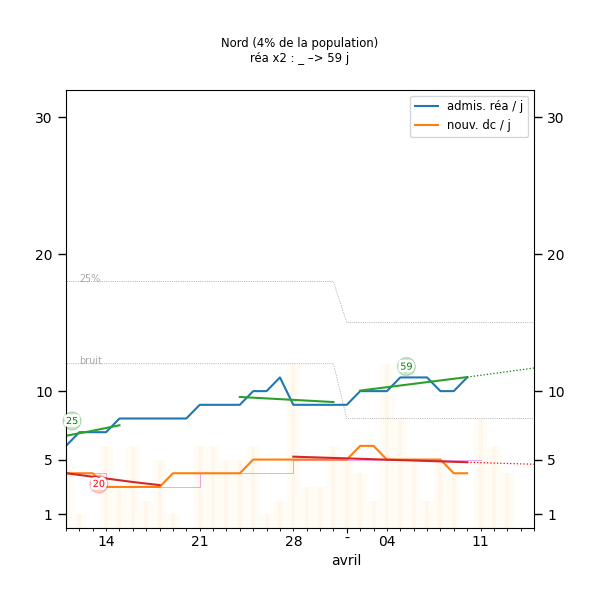 Nord (4% de la population)
réa x2 : _ –> 59 j
admis. réa / j
nouv. dc / j
30 30
20 20
25%
bruit
10 10
59
25
5 5
20
1 1
14 21 28 - 04 11
avril